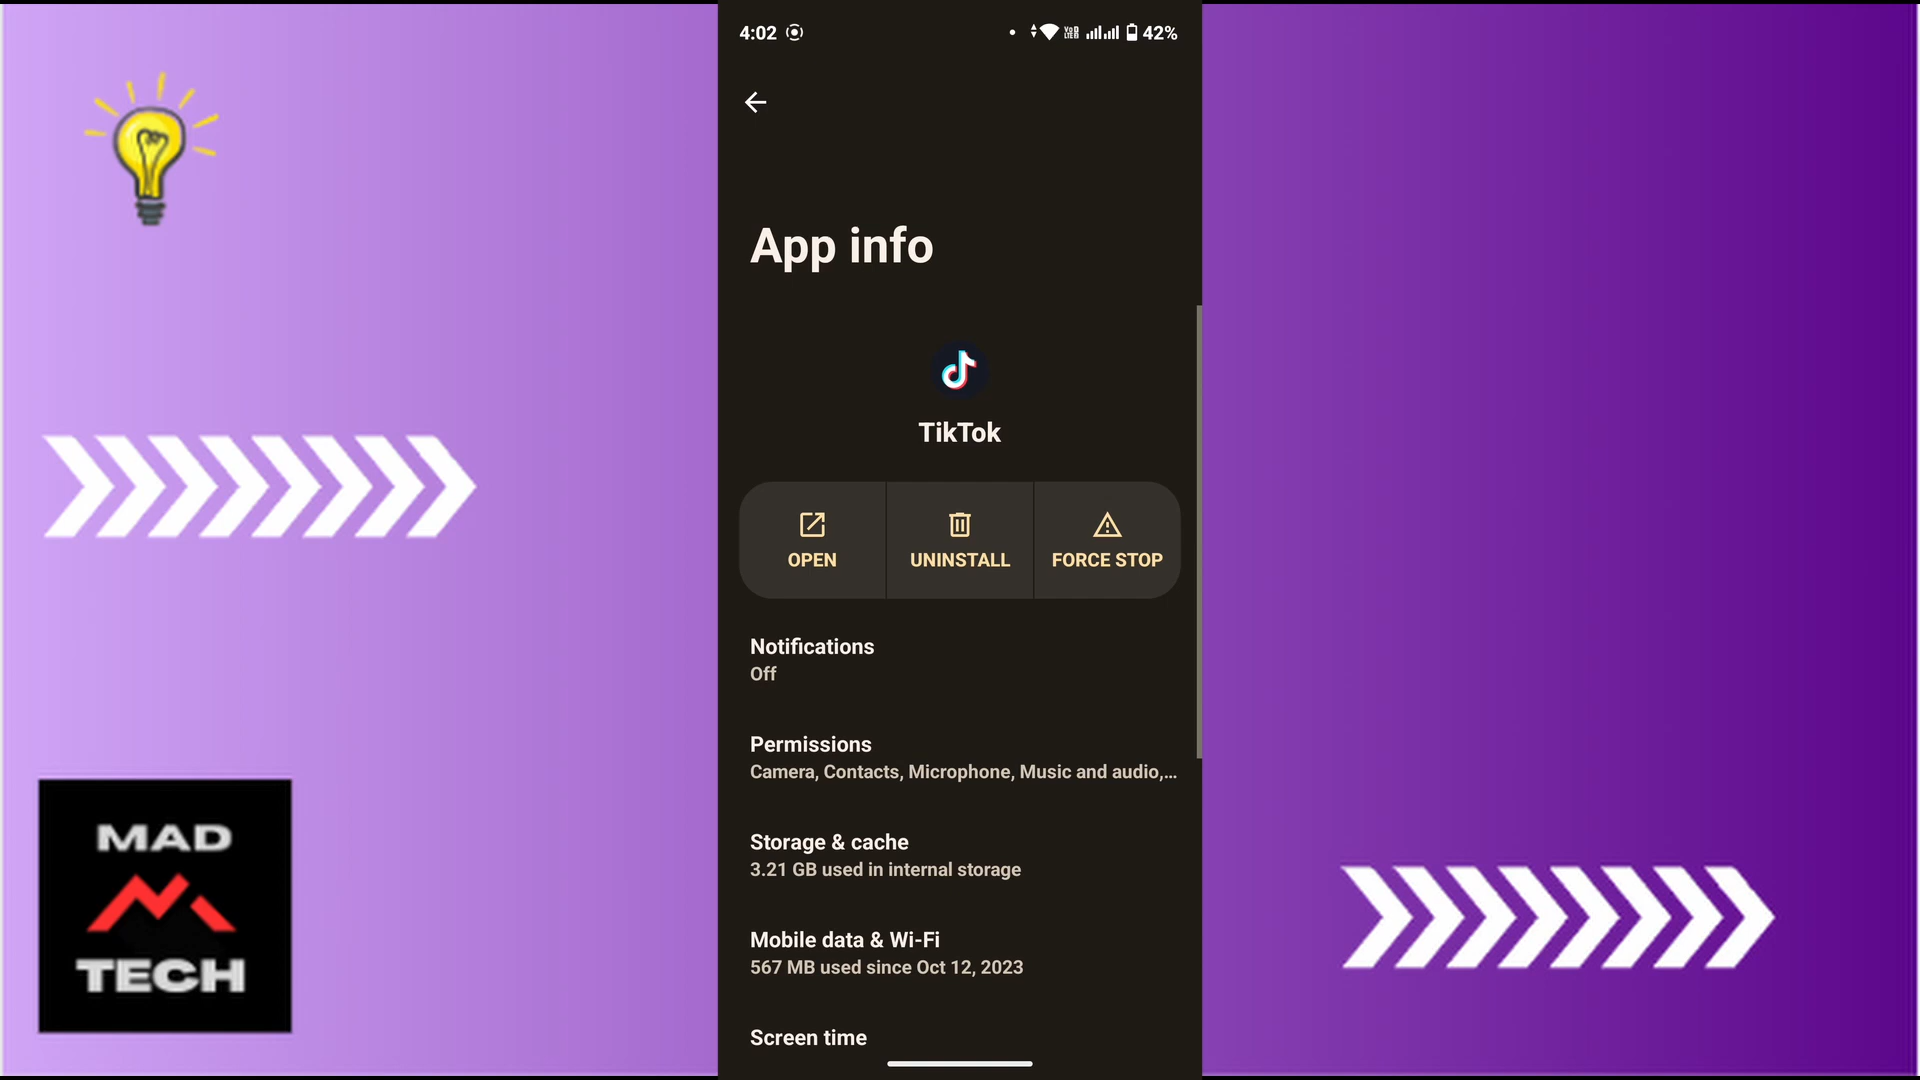 4:02
42%
App info
TikTok
OPEN
UNINSTALL
FORCE STOP
Notifications
Off
Permissions
Camera, Contacts, Microphone, Music and audio,...
Storage & cache
3.21 GB used in internal storage
Mobile data & Wi-Fi
567 MB used since Oct 12, 2023
Screen time
MAD
TECH